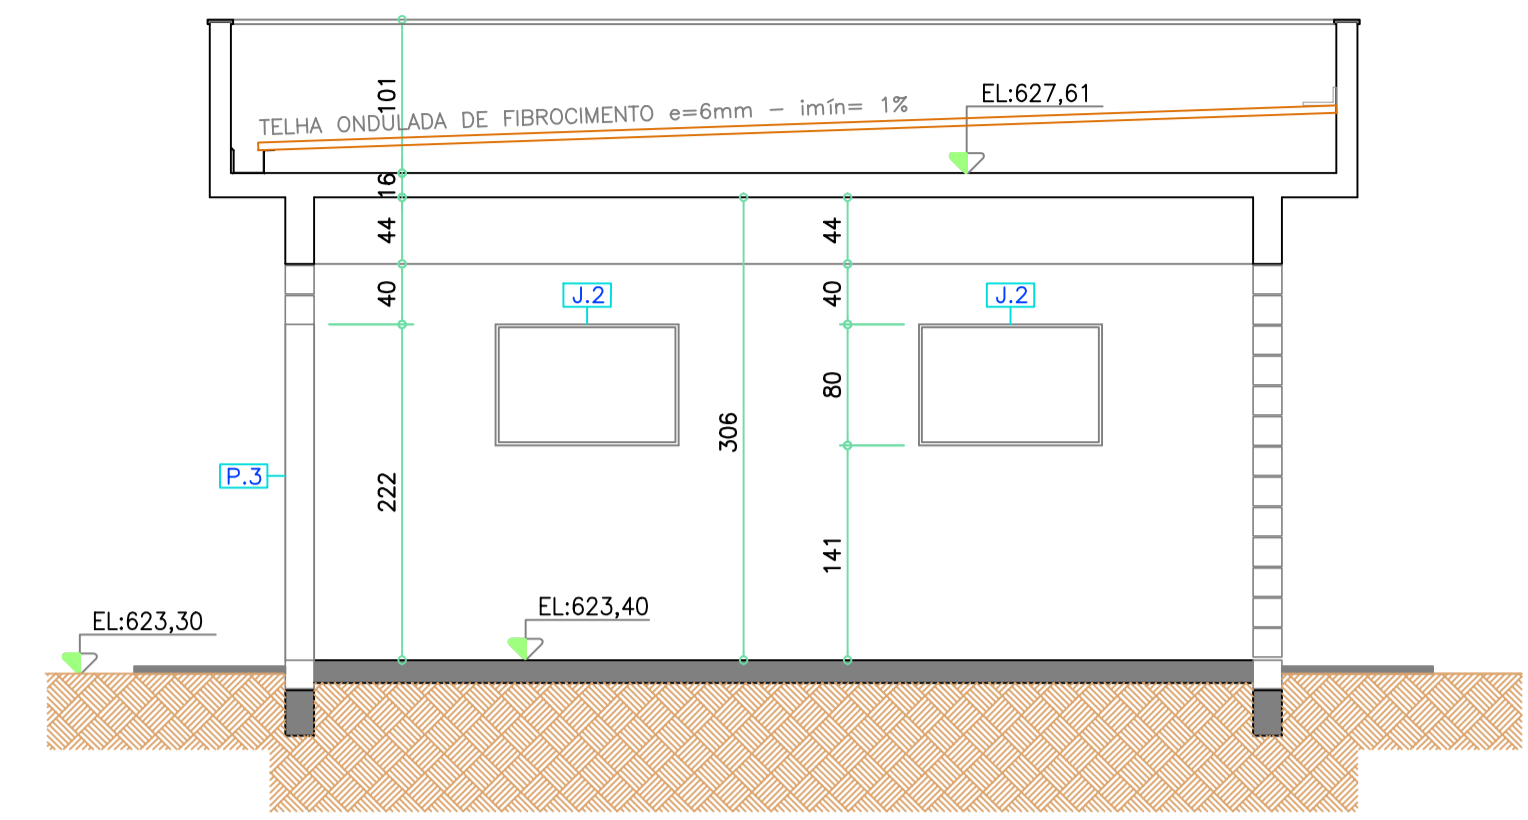 EL:627,61
101
TELHA ONDULADA DE FIBROCIMENTO e=6mm - imín= 1%
16
44
44
40
J.2
40
J.2
80
306
P.3
222
141
EL:623,30
EL:623,40